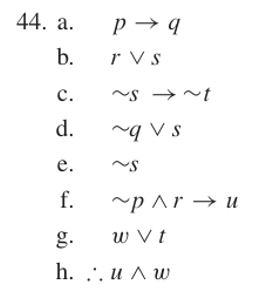 44. a. p → q
b. r ∨ s
c. ~s → ~t
d. ~q ∨ s
e. ~s
f. ~p ∧ r → u
g. w ∨ t
h. ∴ u ∧ w